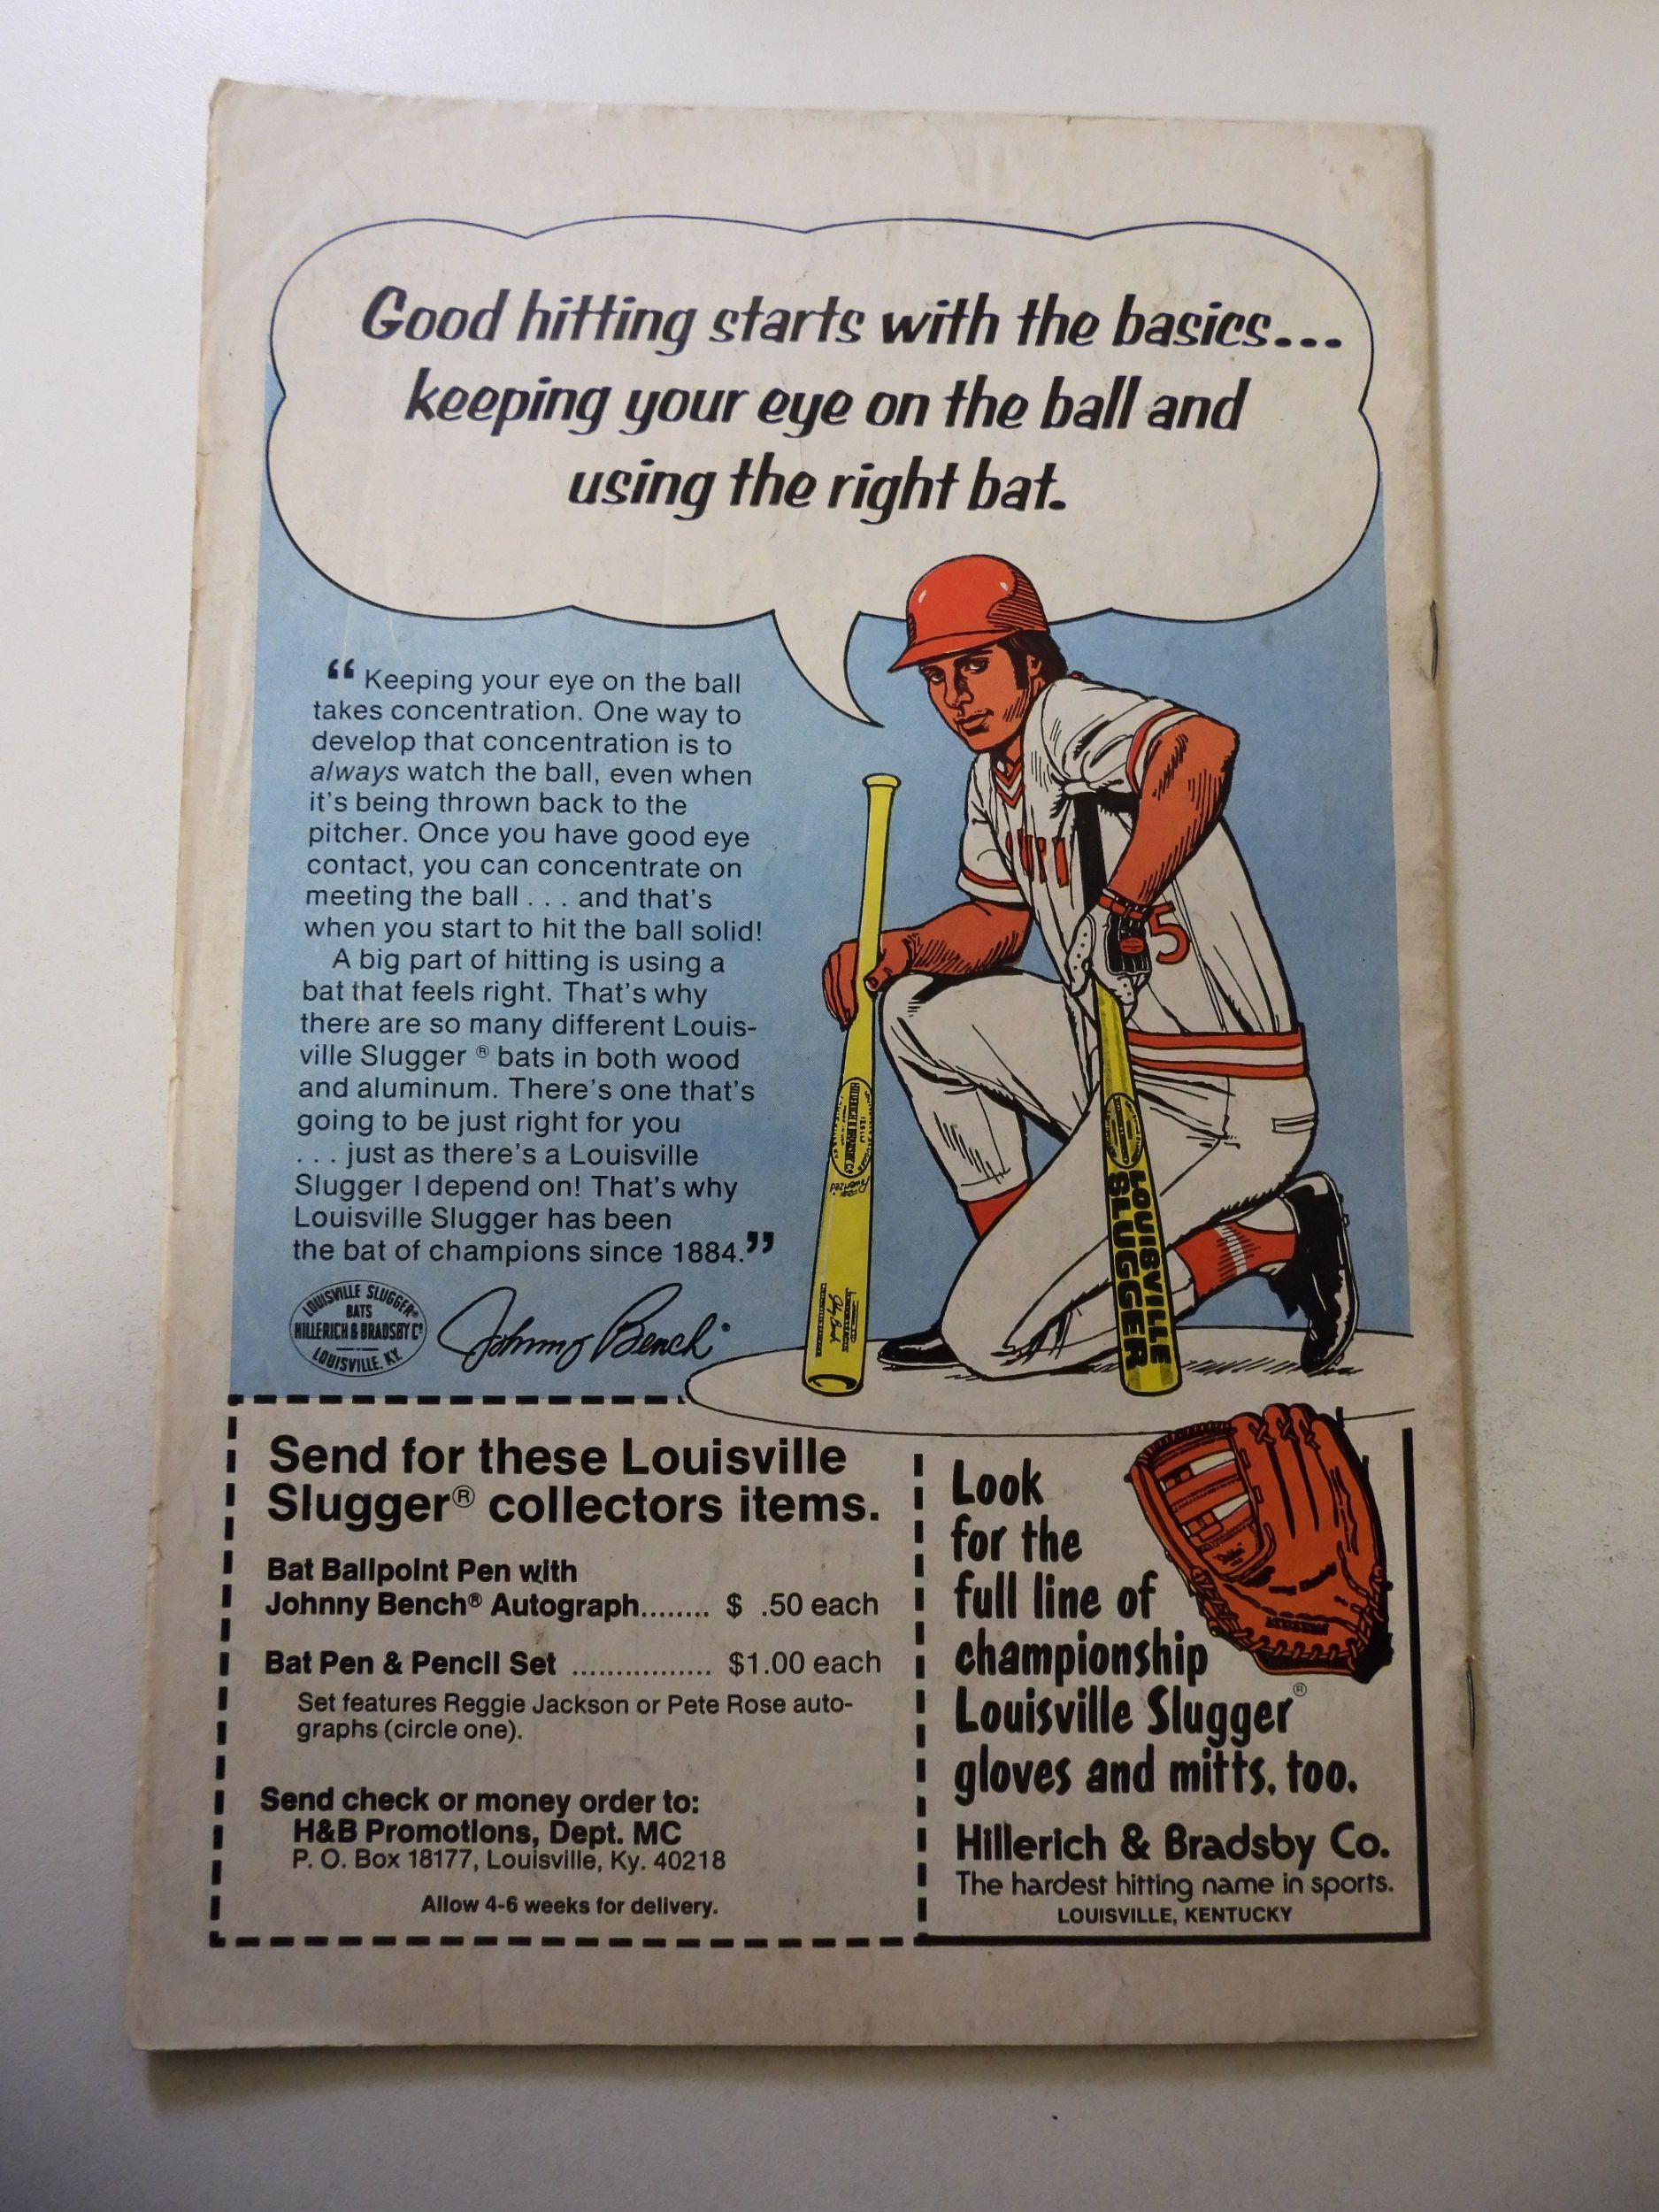 Good hitting starts with the basics...
keeping your eye on the ball and
using the right bat.
“Keeping your eye on the ball
takes concentration. One way to
develop that concentration is to
always watch the ball, even when
it's being thrown back to the
pitcher. Once you have good eye
contact, you can concentrate on
meeting the ball . . . and that's
when you start to hit the ball solid!
A big part of hitting is using a
bat that feels right. That's why
there are so many different Louis-
ville Slugger ® bats in both wood
and aluminum. There's one that's
going to be just right for you
. . . just as there's a Louisville
Slugger I depend on! That's why
Louisville Slugger has been
the bat of champions since 1884.”
LOUISVILLE SLUGGER®
BATS
HILLERICH & BRADSBY Cº
LOUISVILLE, KY.
Johnny Bench
5
HILLERICH & BRADSBY Cº
LOUISVILLE
SLUGGER
Send for these Louisville
Slugger® collectors items.
Bat Ballpoint Pen with
Johnny Bench® Autograph........ $ .50 each
Bat Pen & Pencil Set ................ $1.00 each
Set features Reggie Jackson or Pete Rose auto-
graphs (circle one).
Send check or money order to:
H&B Promotions, Dept. MC
P. O. Box 18177, Louisville, Ky. 40218
Allow 4-6 weeks for delivery.
Look
for the
full line of
championship
Louisville Slugger®
gloves and mitts, too.
Hillerich & Bradsby Co.
The hardest hitting name in sports.
LOUISVILLE, KENTUCKY